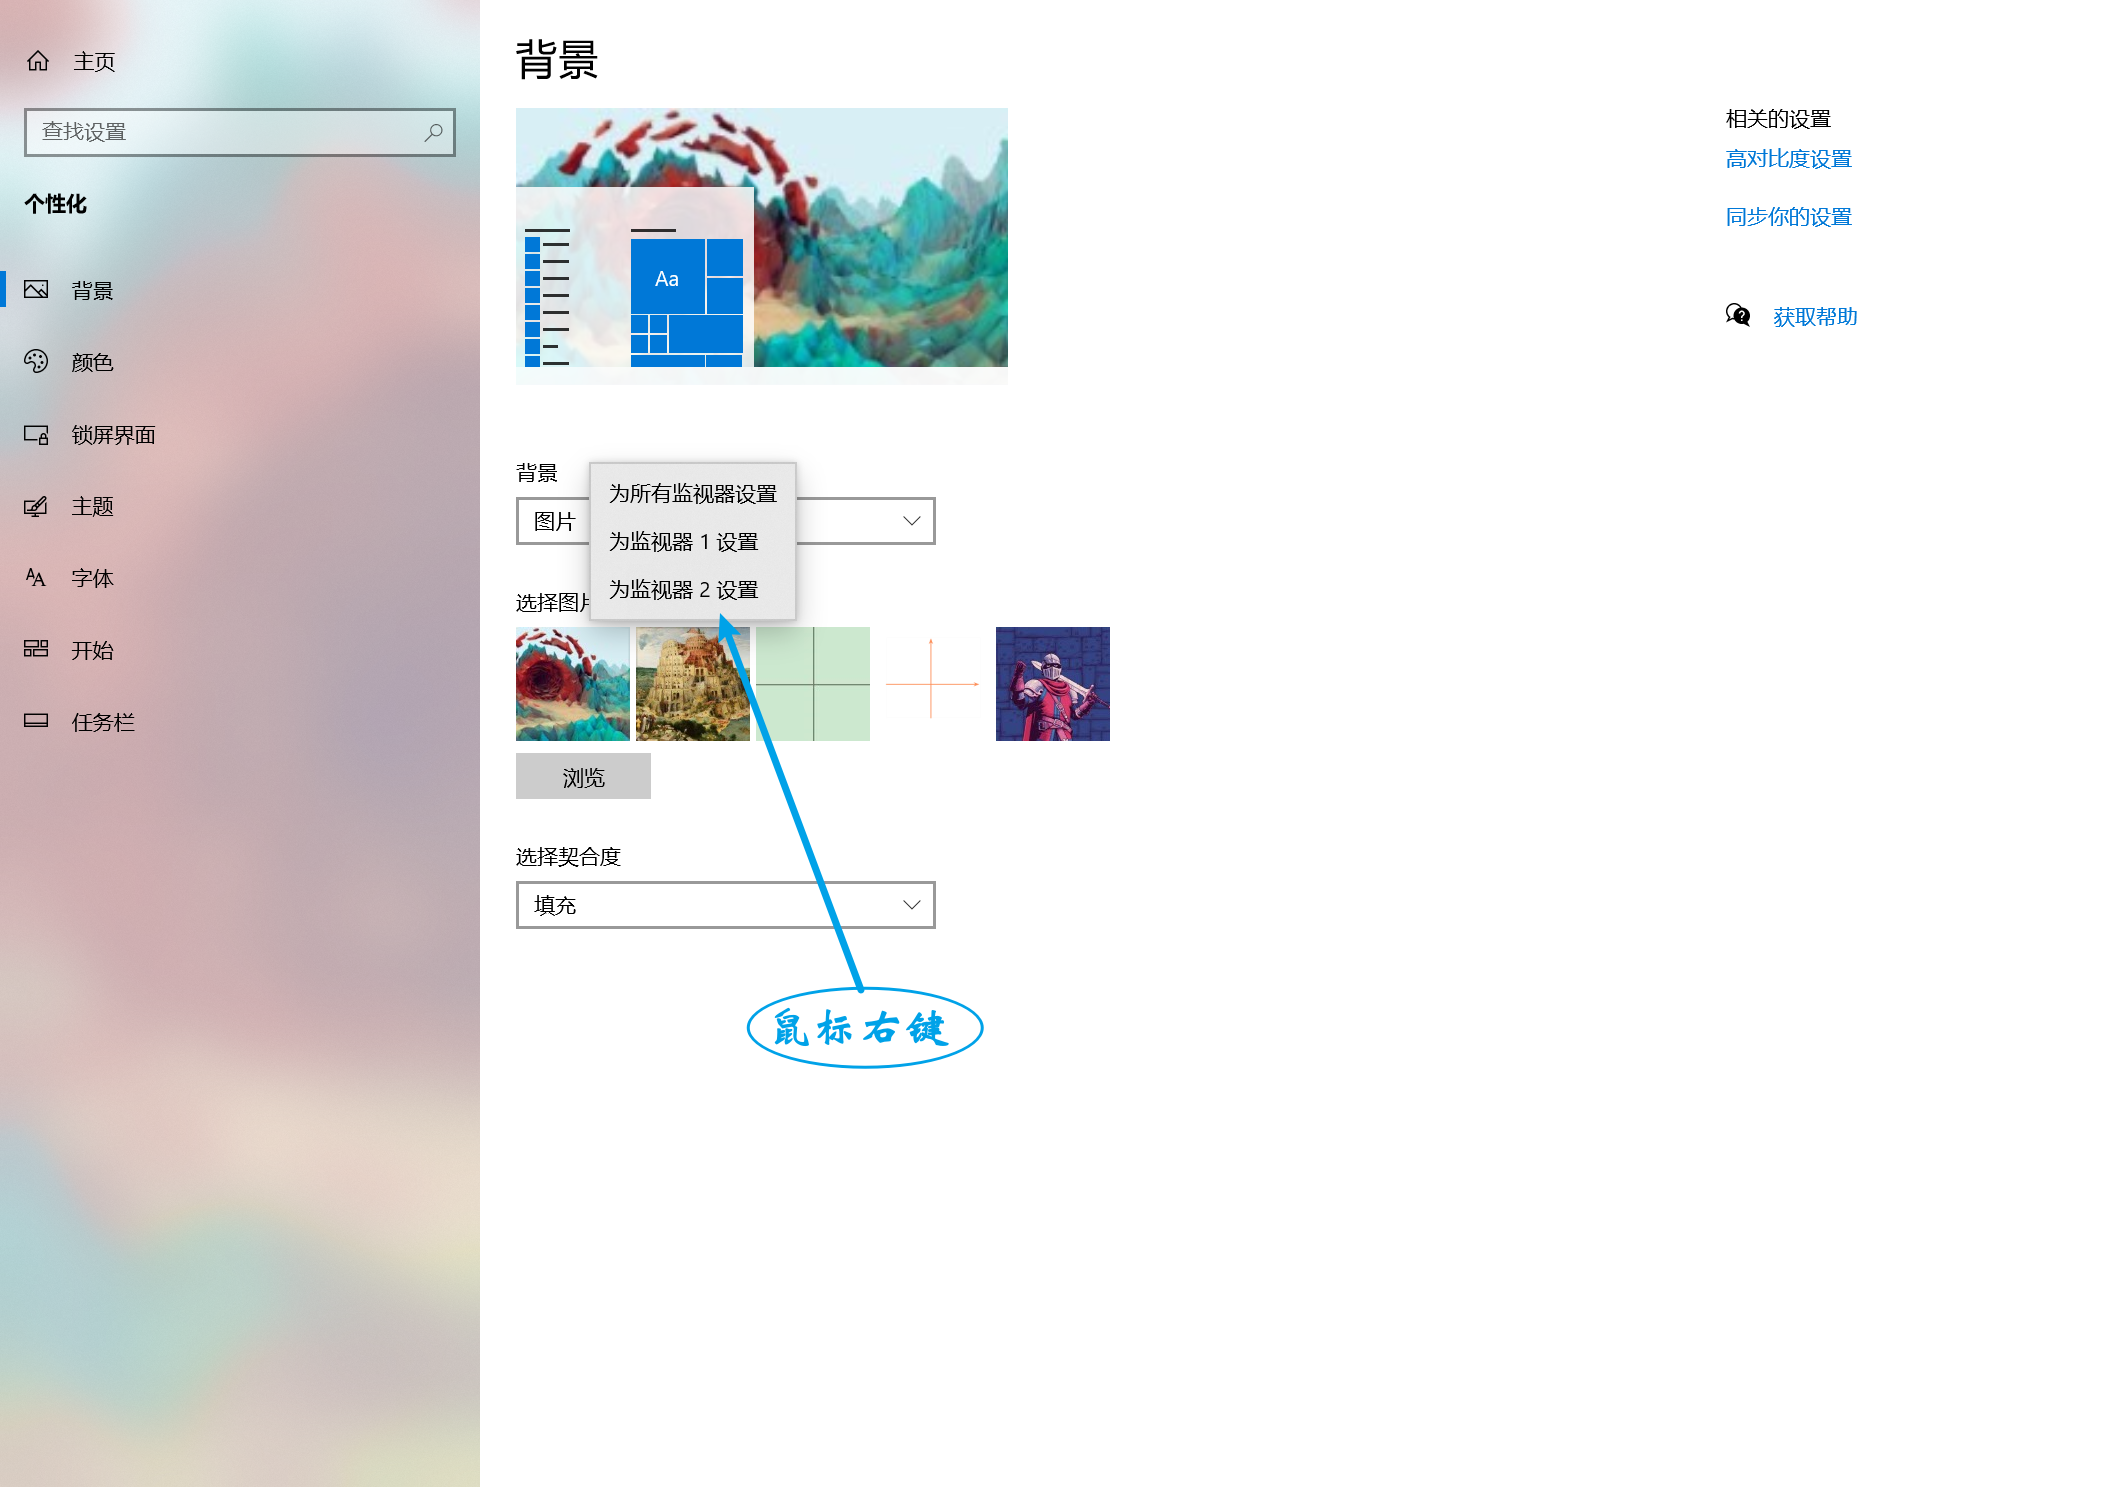 主页
查找设置
个性化
背景
颜色
锁屏界面
主题
字体
开始
任务栏
背景
Aa
背景
图片
为所有监视器设置
为监视器 1 设置
为监视器 2 设置
选择图片
浏览
选择契合度
填充
鼠标右键
相关的设置
高对比度设置
同步你的设置
获取帮助